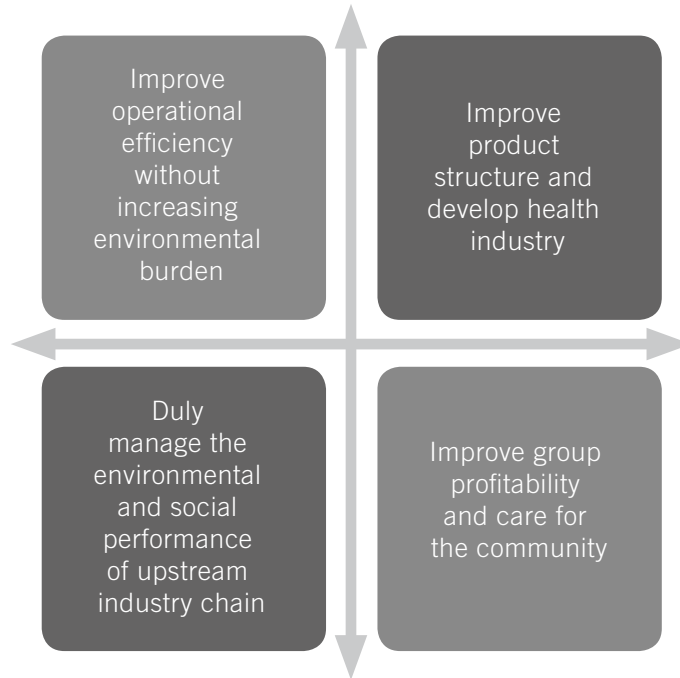 Improve
operational
efficiency
without
increasing
environmental
burden
Improve
product
structure and
develop health
industry
Duly
manage the
environmental
and social
performance
of upstream
industry chain
Improve group
profitability
and care for
the community